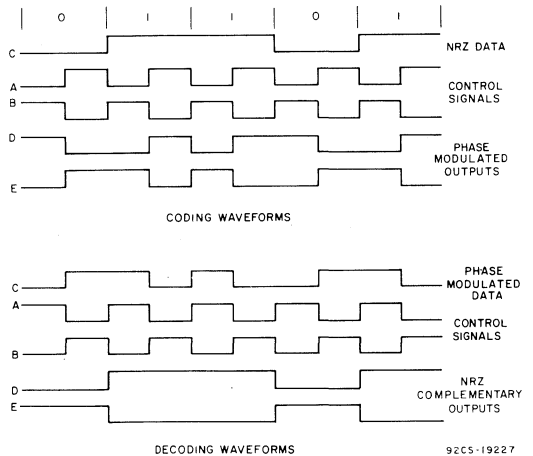 0 1 1 0 1
C NRZ DATA
A CONTROL
B SIGNALS
D PHASE
MODULATED
E OUTPUTS
CODING WAVEFORMS
C PHASE
MODULATED
DATA
A CONTROL
B SIGNALS
D NRZ
COMPLEMENTARY
E OUTPUTS
DECODING WAVEFORMS 92CS-19227